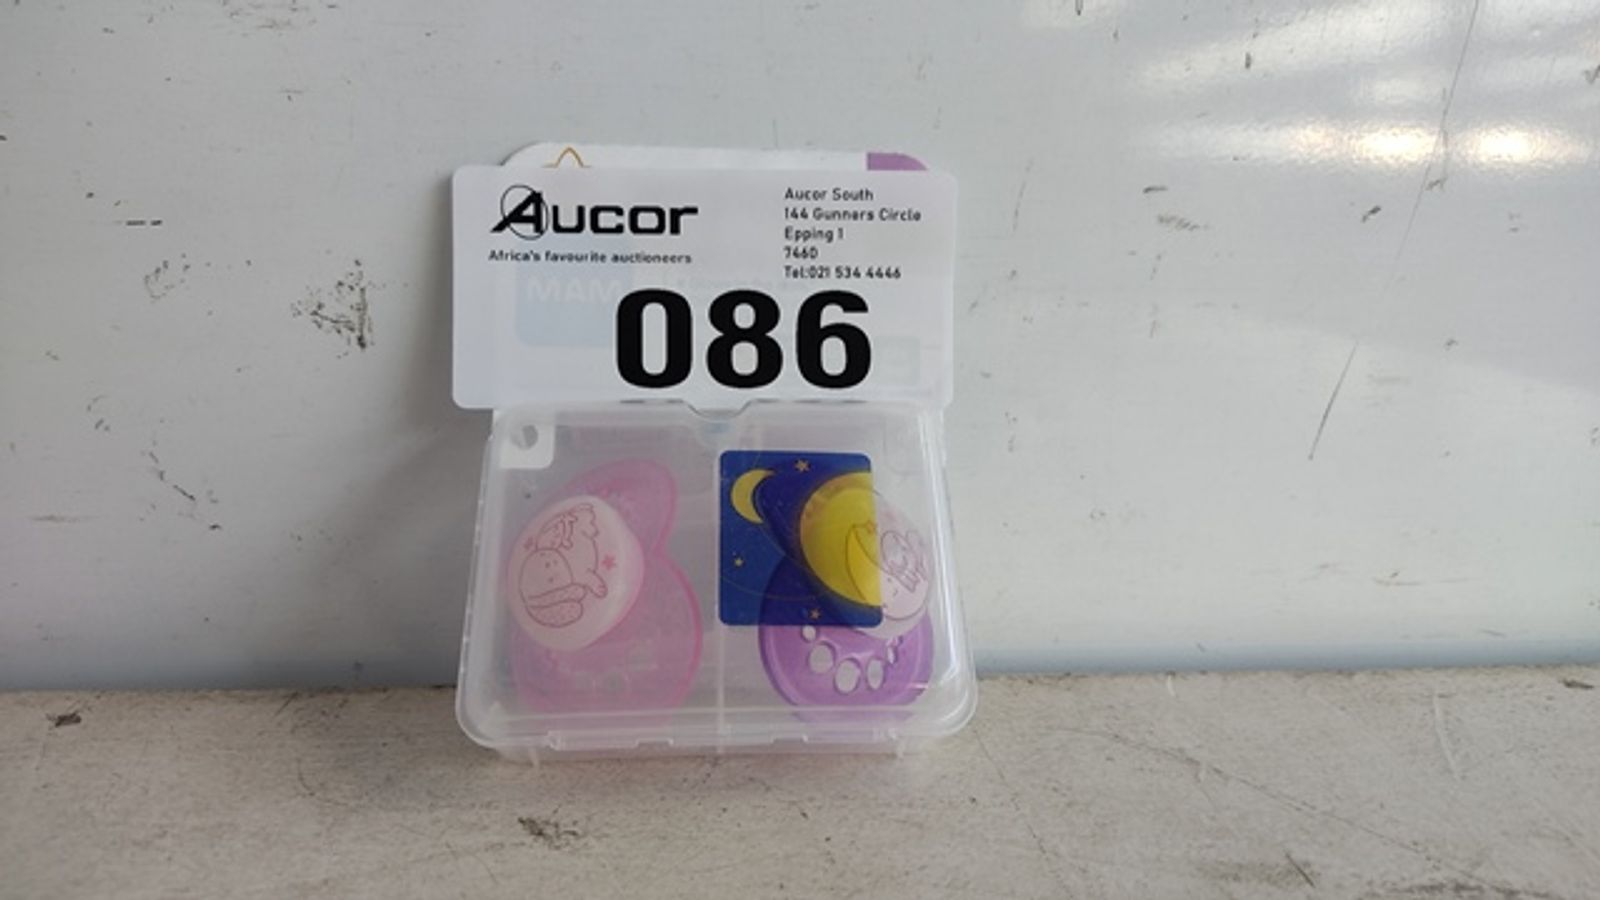 Aucor
Africa's favourite auctioneers
Aucor South
144 Gunners Circle
Epping 1
7460
Tel:021 534 4446
MAM
086